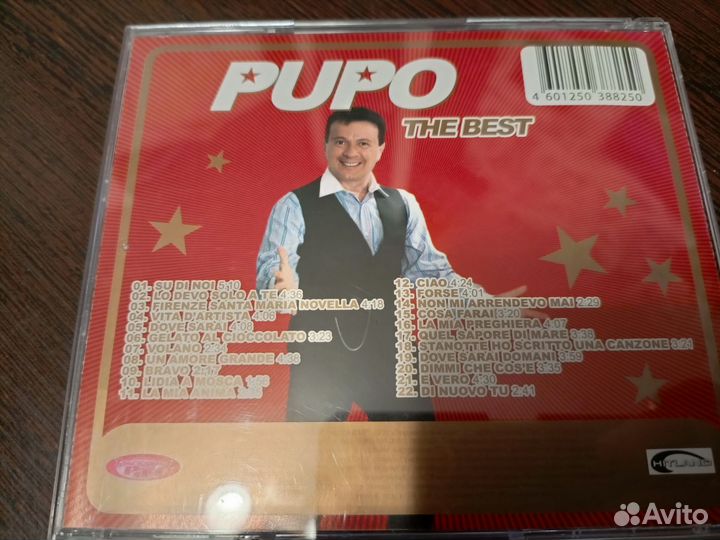 PUPO
THE BEST
4 601250 388250
01. SU DI NOI 5:10
02. LO DEVO SOLO A TE 4:36
03. FIRENZE SANTA MARIA NOVELLA 4:18
04. VITA D'ARTISTA 4:06
05. DOVE SARAI 4:08
06. GELATO AL CIOCCOLATO 3:23
07. VOLANO
08. UN AMORE GRANDE 4:38
09. BRAVO 2:17
10. LIDIA A MOSCA
11. LA MIA ANIMA
12. CIAO 4:24
13. FORSE 4:01
14. NON MI ARRENDEVO MAI 2:29
15. COSA FARAI 3:20
16. LA MIA PREGHIERA 4:07
17. QUEL SAPORE DI MARE 3:38
18. STANOTTE HO SCRITTO UNA CANZONE 3:21
19. DOVE SARAI DOMANI 3:59
20. DIMMI CHE COS'E 3:35
21. E VERO 4:30
22. DI NUOVO TU 2:41
HITLAND
Avito